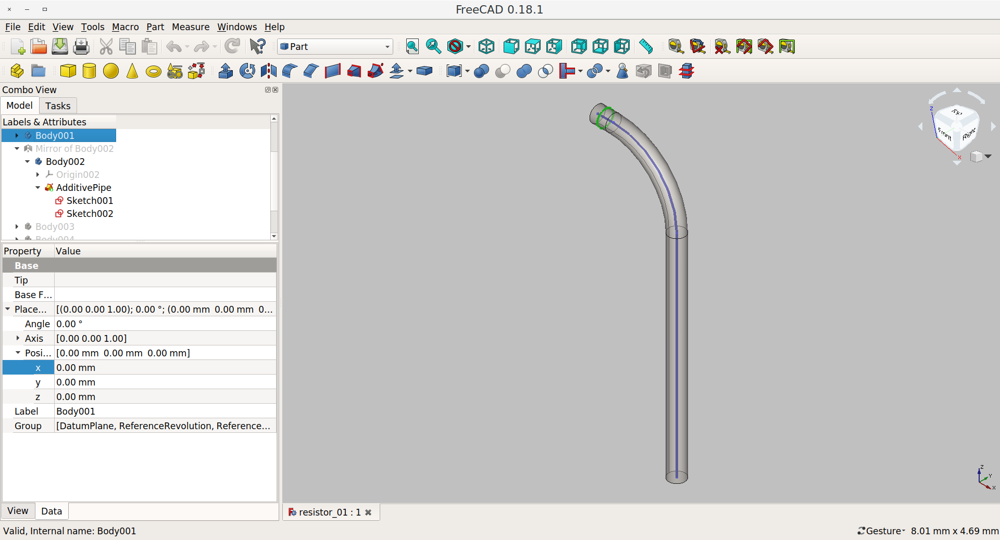 FreeCAD 0.18.1
File Edit View Tools Macro Part Measure Windows Help
Part
Combo View
Model Tasks
Labels & Attributes
Body001
Mirror of Body002
Body002
Origin002
AdditivePipe
Sketch001
Sketch002
Body003
Body004
Property Value
Base
Tip
Base F...
Place... [(0.00 0.00 1.00); 0.00 °; (0.00 mm 0.00 mm 0...
Angle 0.00 °
Axis [0.00 0.00 1.00]
Posi... [0.00 mm 0.00 mm 0.00 mm]
x 0.00 mm
y 0.00 mm
z 0.00 mm
Label Body001
Group [DatumPlane, ReferenceRevolution, Reference...
View Data
Z
Top
Front Right
X
Z
Y
X
resistor_01 : 1
Valid, Internal name: Body001
Gesture 8.01 mm x 4.69 mm